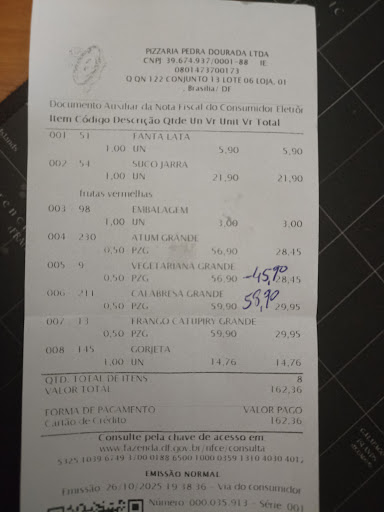 PIZZARIA PEDRA DOURADA LTDA
CNPJ 39.674.937/0001-88 IE
0801473700173
Q QN 122 CONJUNTO 13 LOTE 06 LOJA, 01
, Brasilia/ DF
Documento Auxiliar da Nota Fiscal do Consumidor Eletrôn
Item Código Descrição Qtde Un Vr Unit Vr Total
001 51 FANTA LATA
1,00 UN 5,90 5,90
002 54 SUCO JARRA
1,00 UN 21,90 21,90
frutas vermelhas
003 98 EMBALAGEM
1,00 UN 3,00 3,00
004 230 ATUM GRANDE
0,50 PZG 56,90 28,45
005 9 VEGETARIANA GRANDE
0,50 PZG 56,90 28,45
-45,90
006 211 CALABRESA GRANDE
0,50 PZG 59,90 29,95
58,90
007 13 FRANGO CATUPIRY GRANDE
0,50 PZG 59,90 29,95
008 145 GORJETA
1,00 UN 14,76 14,76
QTD. TOTAL DE ITENS 8
VALOR TOTAL 162,36
FORMA DE PAGAMENTO VALOR PAGO
Cartão de Crédito 162,36
Consulte pela chave de acesso em
www.fazenda.df.gov.br/nfce/consulta
EMISSÃO NORMAL
Emissão: 26/10/2025 19:38:36 - Via do consumidor
Número: 000.035.913 - Série: 001